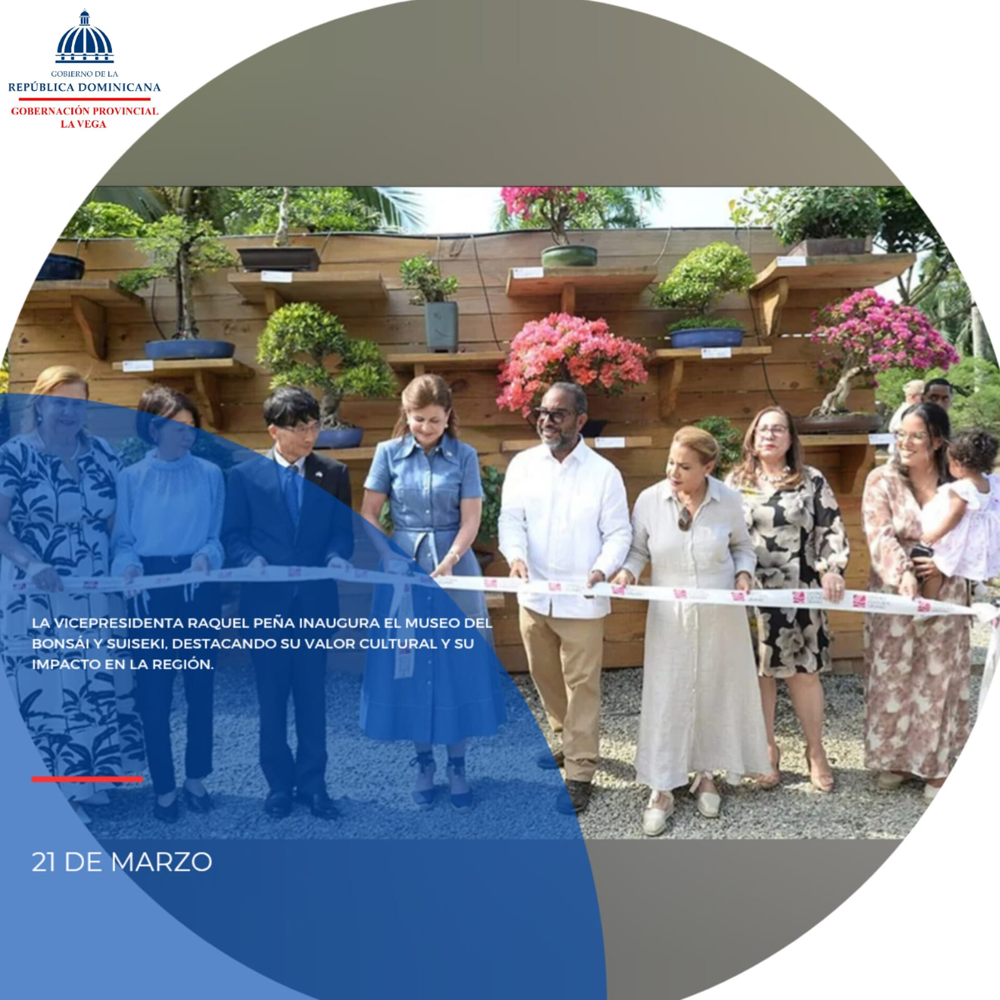 GOBIERNO DE LA
REPÚBLICA DOMINICANA
GOBERNACIÓN PROVINCIAL
LA VEGA
LA VICEPRESIDENTA RAQUEL PEÑA INAUGURA EL MUSEO DEL
BONSÁI Y SUISEKI, DESTACANDO SU VALOR CULTURAL Y SU
IMPACTO EN LA REGIÓN.
21 DE MARZO